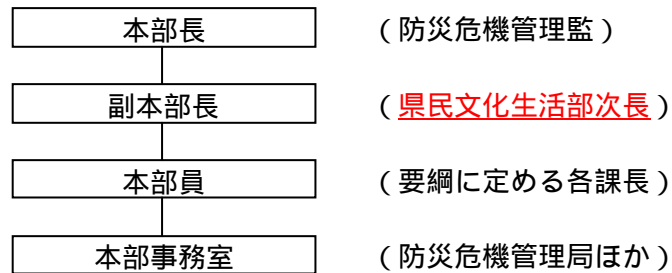 本部長 （防災危機管理監）
副本部長 （県民文化生活部次長）
本部員 （要綱に定める各課長）
本部事務室 （防災危機管理局ほか）